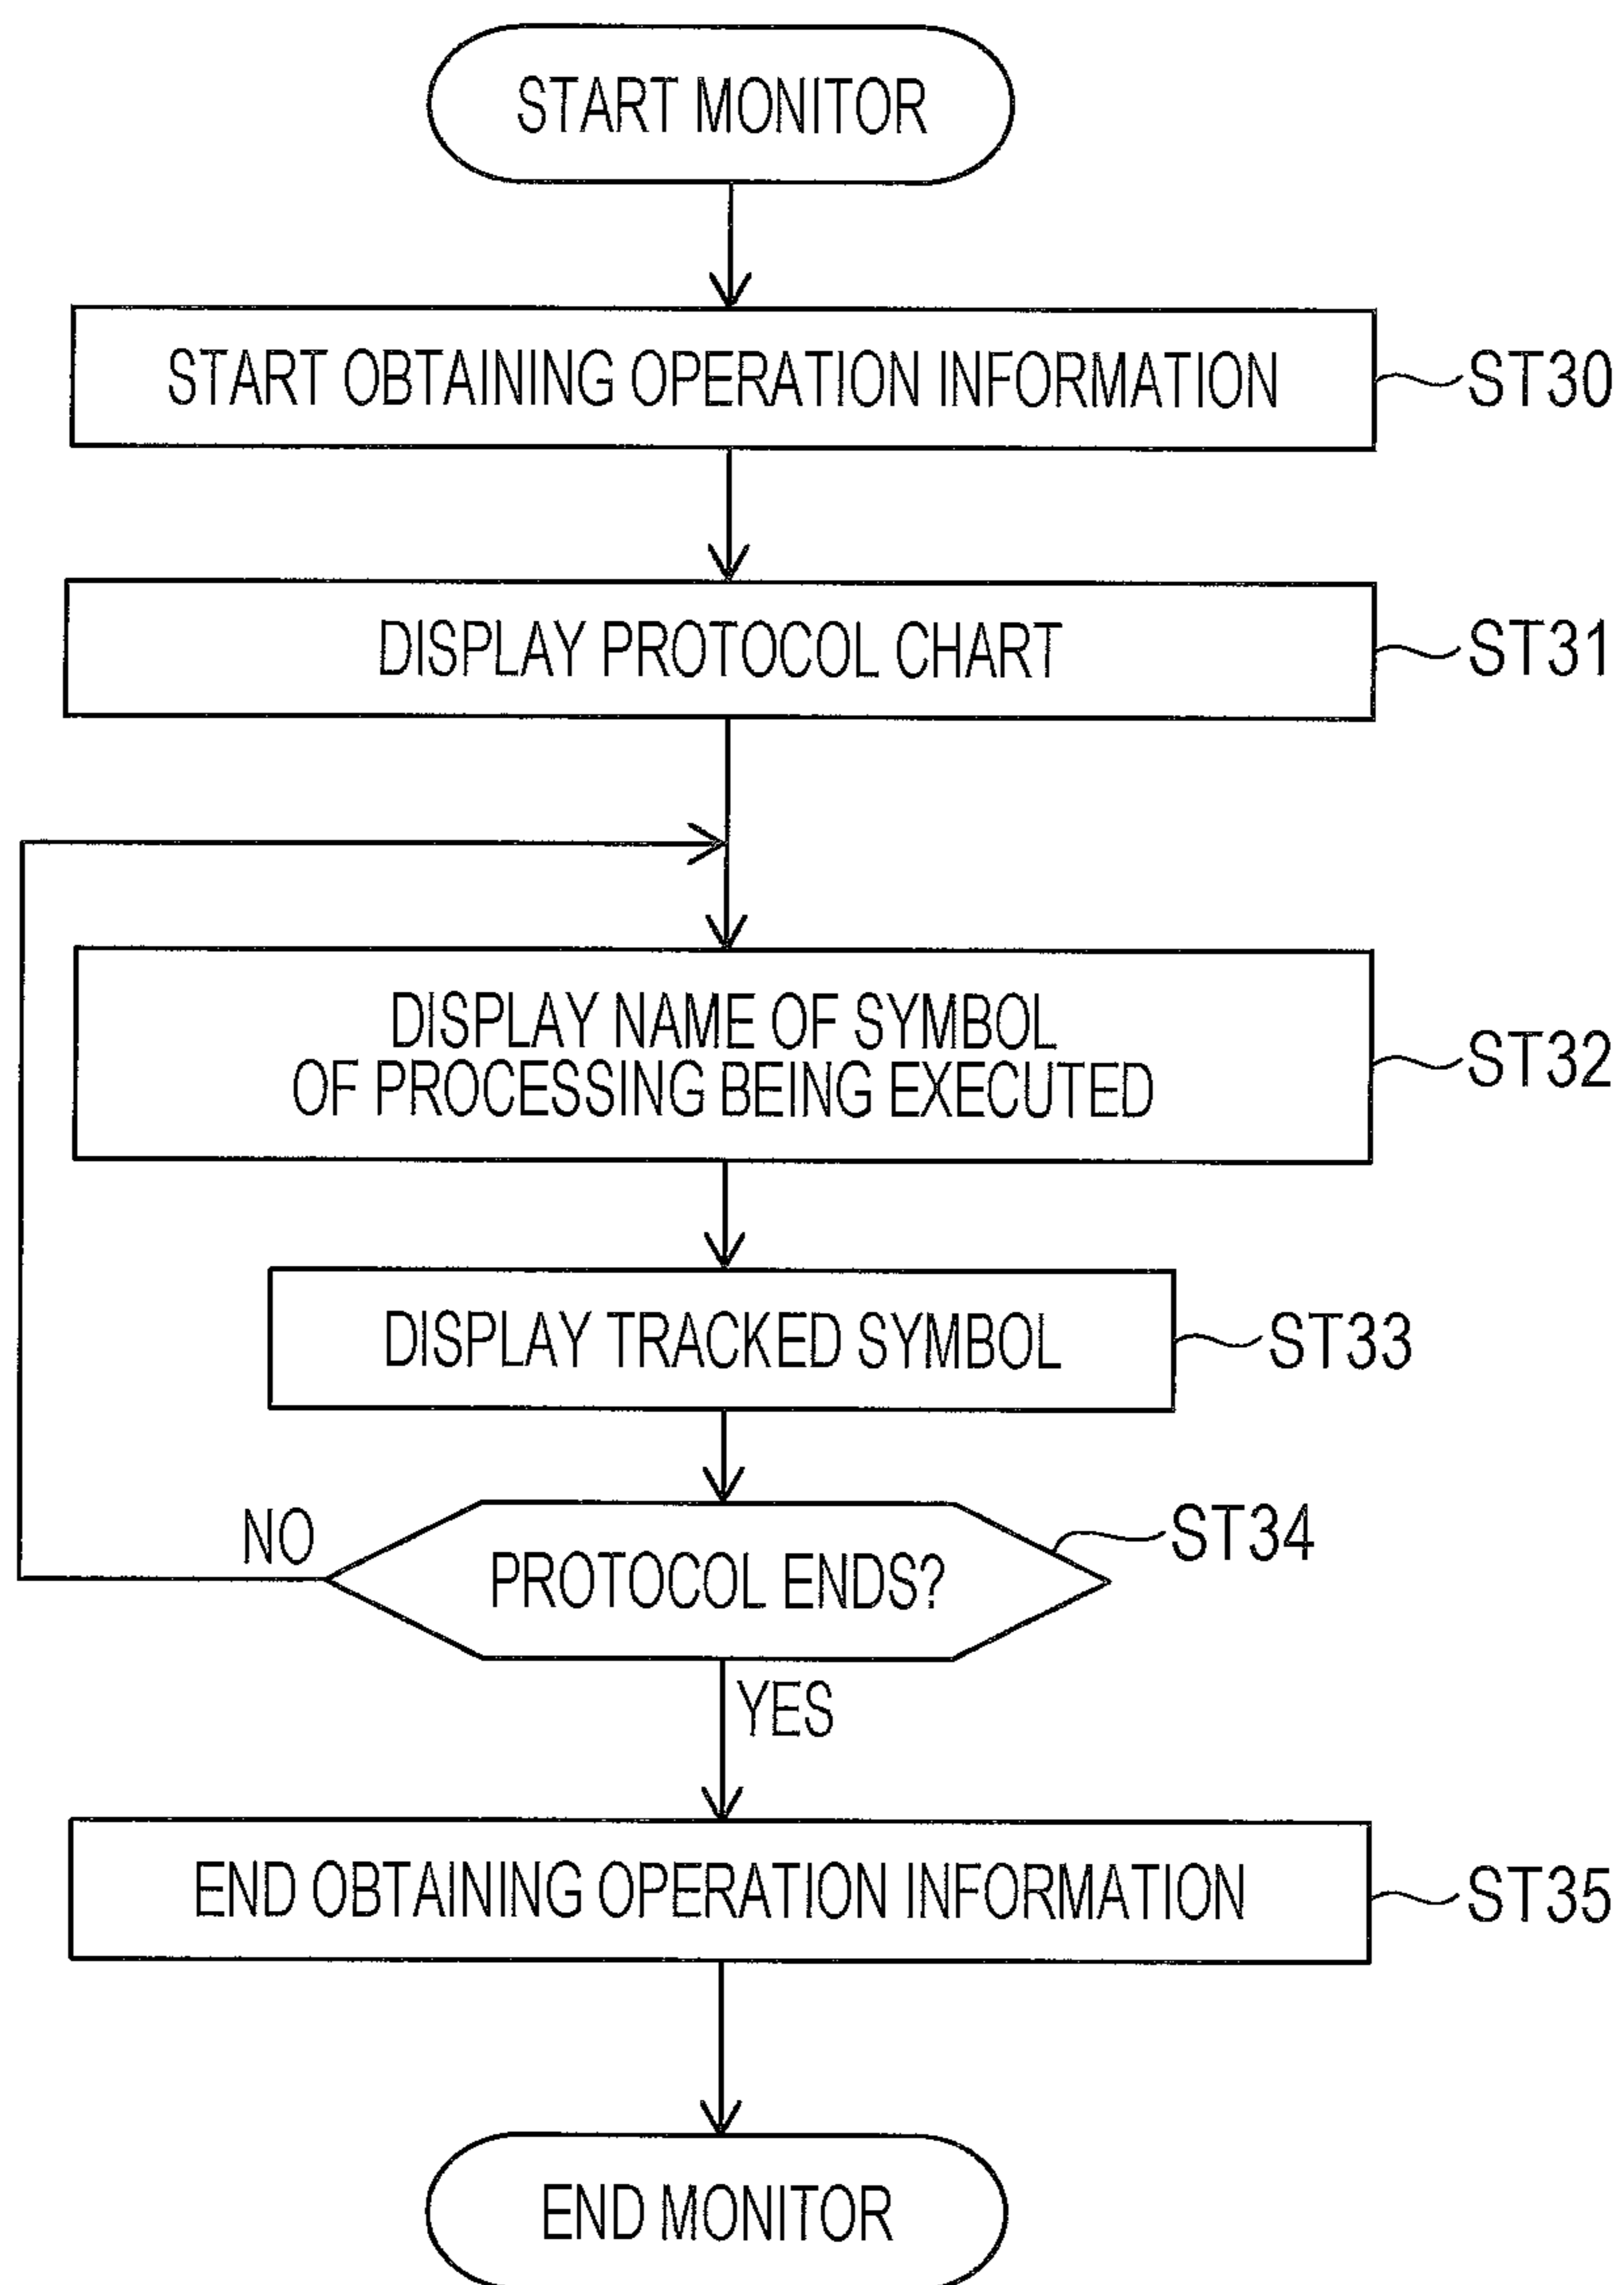 START MONITOR
START OBTAINING OPERATION INFORMATION
ST30
DISPLAY PROTOCOL CHART
ST31
DISPLAY NAME OF SYMBOL
OF PROCESSING BEING EXECUTED
ST32
DISPLAY TRACKED SYMBOL
ST33
NO
PROTOCOL ENDS?
ST34
YES
END OBTAINING OPERATION INFORMATION
ST35
END MONITOR